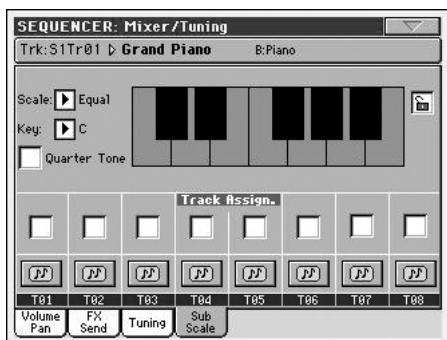 SEQUENCER: Mixer/Tuning
Trk:S1Tr01 ▷ Grand Piano B:Piano
Scale: ▶ Equal
Key: ▶ C
Quarter Tone
Track Assign.
T01 T02 T03 T04 T05 T06 T07 T08
Volume Pan FX Send Tuning Sub Scale